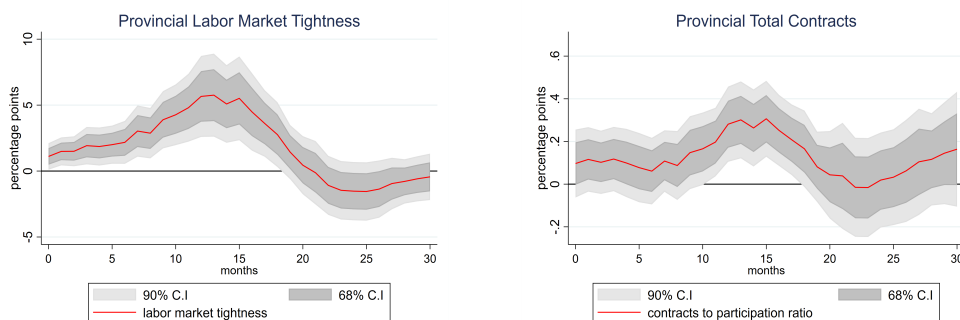 Provincial Labor Market Tightness
percentage points
10
5
0
-5
0 5 10 15 20 25 30
months
90% C.I 68% C.I
labor market tightness
Provincial Total Contracts
percentage points
.6
.4
.2
0
-.2
0 5 10 15 20 25 30
months
90% C.I 68% C.I
contracts to participation ratio